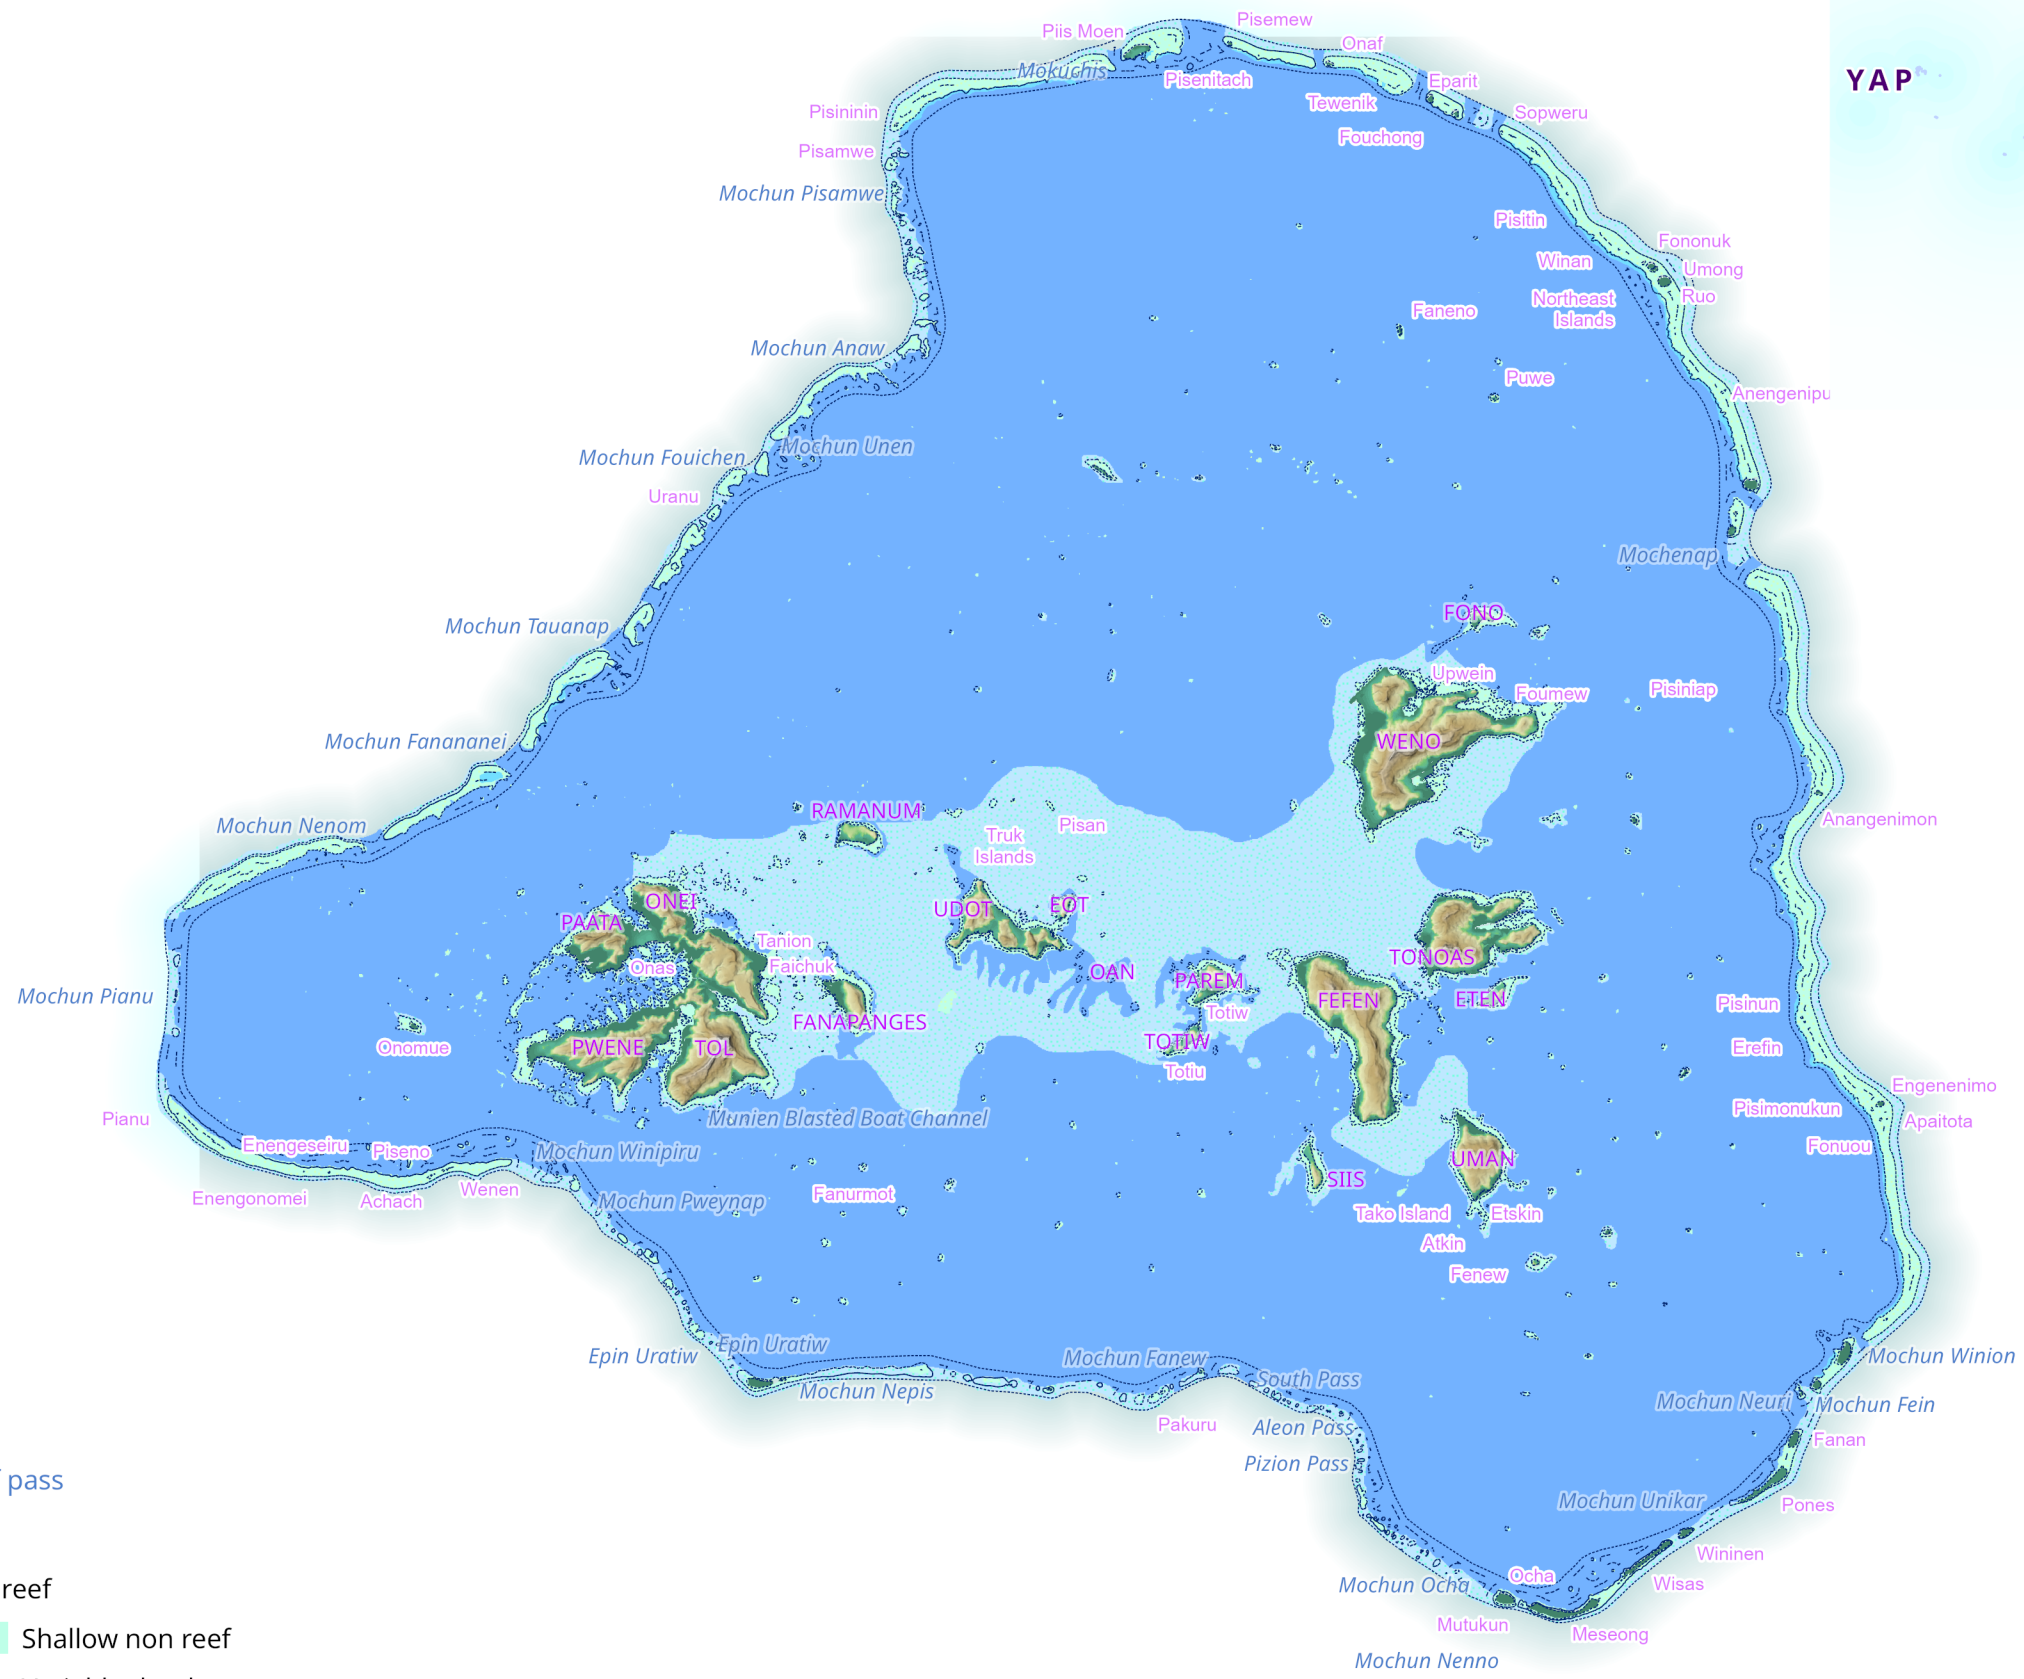 Pisemew
Piis Moen
Onaf
Mokuchis
Pisenitach
Eparit
YAP
Tewenik
Pisininin
Sopweru
Fouchong
Pisamwe
Mochun Pisamwe
Pisitin
Fononuk
Winan
Umong
Northeast
Islands
Ruo
Faneno
Mochun Anaw
Puwe
Anengenipu
Mochun Unen
Mochun Fouichen
Uranu
Mochenap
FONO
Mochun Tauanap
Upwein
Foumew
Pisiniap
Mochun Fanananei
WENO
RAMANUM
Mochun Nenom
Truk
Islands
Pisan
Anangenimon
ONEI
UDOT
EOT
PAATA
Tanion
TONOAS
Onas
Faichuk
OAN
PAREM
Mochun Pianu
FEFEN
ETEN
Pisinun
Totiw
FANAPANGES
TOTIW
Onomue
PWENE
TOL
Erefin
Totiu
Engenenimo
Pisimonukun
Pianu
Munien Blasted Boat Channel
Apaitota
Enengeseiru
Piseno
Mochun Winipiru
Fonuou
UMAN
SIIS
Wenen
Enengonomei
Achach
Mochun Pweynap
Fanurmot
Tako Island
Etskin
Atkin
Fenew
Epin Uratiw
Epin Uratiw
Mochun Fanew
Mochun Winion
South Pass
Mochun Nepis
Mochun Neuri
Mochun Fein
Pakuru
Aleon Pass
Fanan
Pizion Pass
pass
Mochun Unikar
Pones
Wininen
reef
Mochun Ocha
Ocha
Wisas
Shallow non reef
Mutukun
Meseong
Mochun Nenno